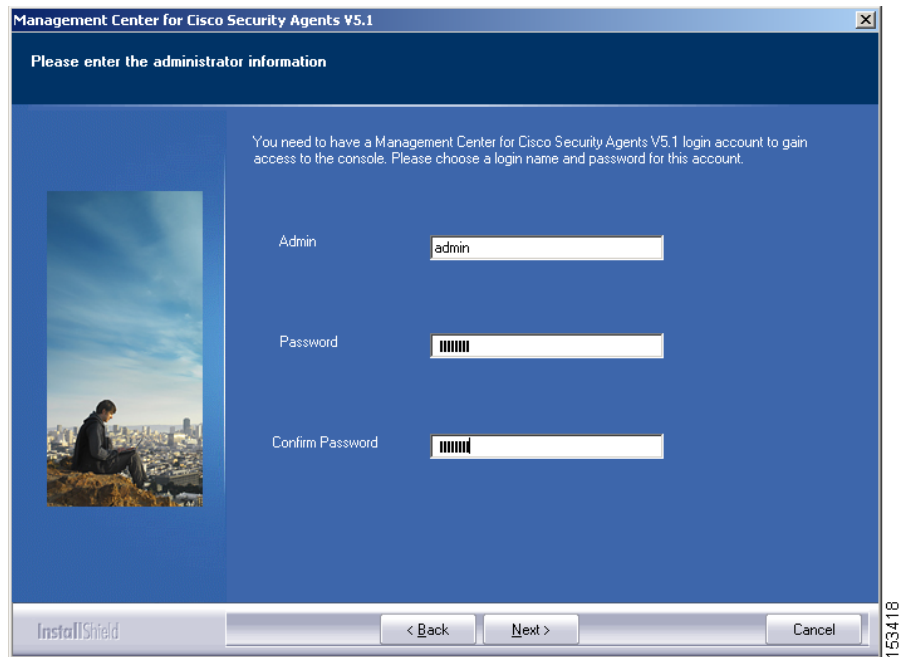 Management Center for Cisco Security Agents V5.1
Please enter the administrator information
You need to have a Management Center for Cisco Security Agents V5.1 login account to gain
access to the console. Please choose a login name and password for this account.
Admin
admin
Password
Confirm Password
InstallShield
< Back
Next >
Cancel
153418